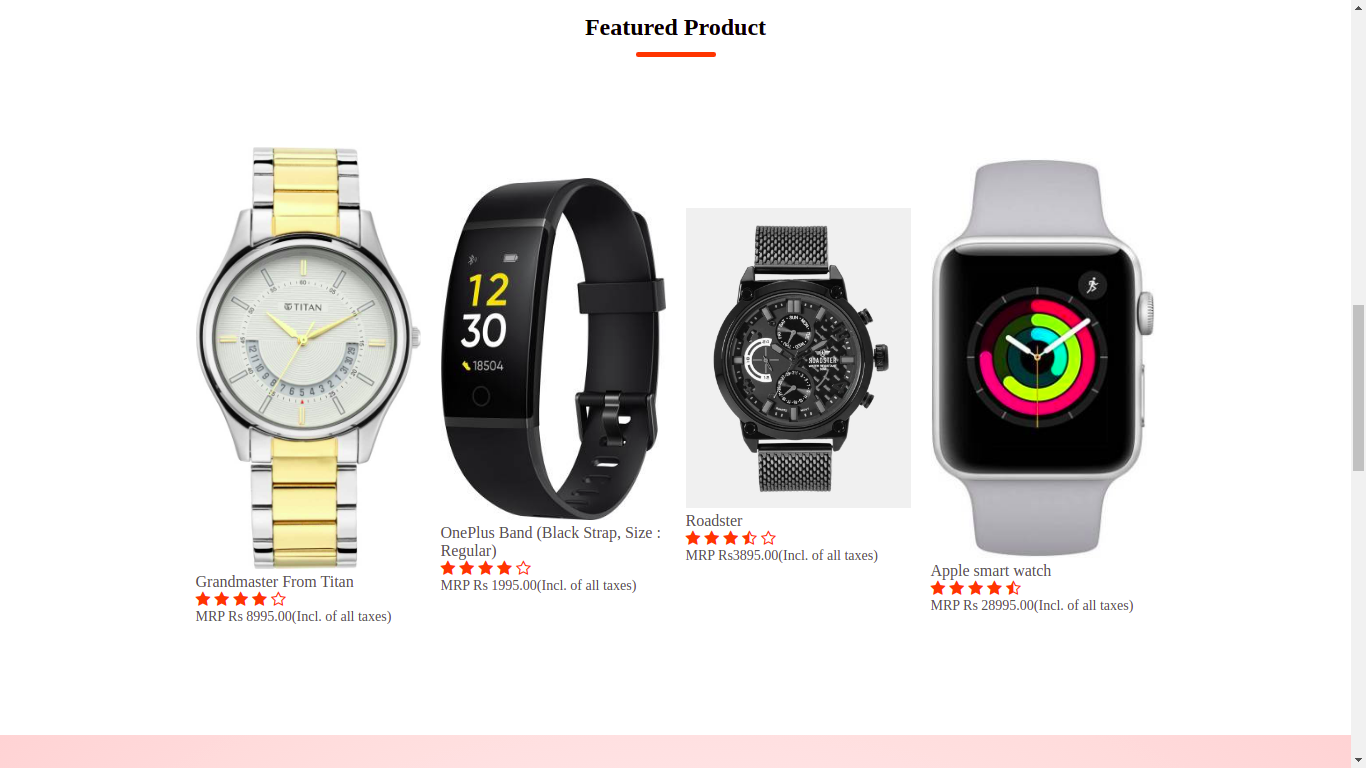 Featured Product
TITAN
12
30
18504
ROADSTER
Grandmaster From Titan
MRP Rs 8995.00(Incl. of all taxes)
OnePlus Band (Black Strap, Size :
Regular)
MRP Rs 1995.00(Incl. of all taxes)
Roadster
MRP Rs3895.00(Incl. of all taxes)
Apple smart watch
MRP Rs 28995.00(Incl. of all taxes)